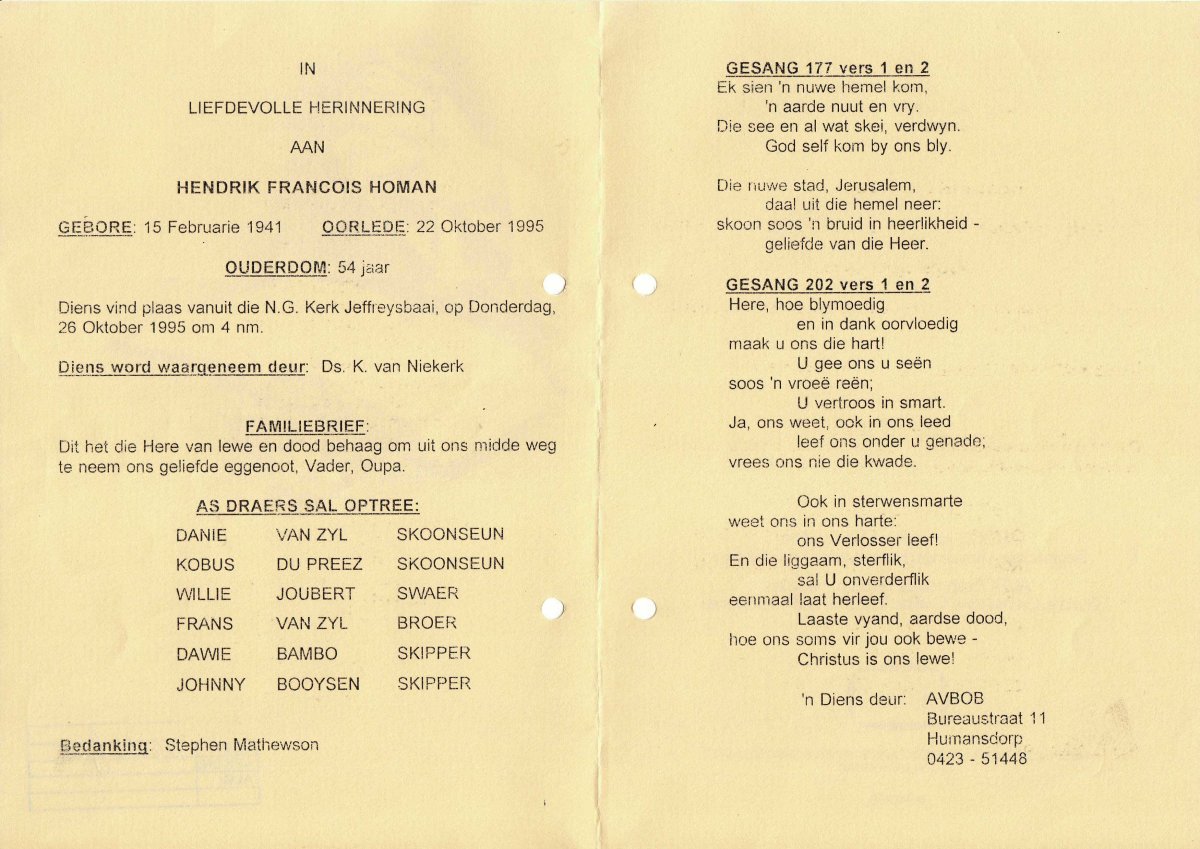 IN
LIEFDEVOLLE HERINNERING
AAN
HENDRIK FRANCOIS HOMAN
GEBORE: 15 Februarie 1941 OORLEDE: 22 Oktober 1995
OUDERDOM: 54 jaar
Diens vind plaas vanuit die N.G. Kerk Jeffreysbaai, op Donderdag,
26 Oktober 1995 om 4 nm.
Diens word waargeneem deur: Ds. K. van Niekerk
FAMILIEBRIEF:
Dit het die Here van lewe en dood behaag om uit ons midde weg
te neem ons geliefde eggenoot, Vader, Oupa.
AS DRAERS SAL OPTREE:
DANIE VAN ZYL SKOONSEUN
KOBUS DU PREEZ SKOONSEUN
WILLIE JOUBERT SWAER
FRANS VAN ZYL BROER
DAWIE BAMBO SKIPPER
JOHNNY BOOYSEN SKIPPER
Bedanking: Stephen Mathewson
GESANG 177 vers 1 en 2
Ek sien 'n nuwe hemel kom,
'n aarde nuut en vry.
Die see en al wat skei, verdwyn.
God self kom by ons bly.
Die nuwe stad, Jerusalem,
daal uit die hemel neer:
skoon soos 'n bruid in heerlikheid -
geliefde van die Heer.
GESANG 202 vers 1 en 2
Here, hoe blymoedig
en in dank oorvloedig
maak u ons die hart!
U gee ons u seën
soos 'n vroeë reën;
U vertroos in smart.
Ja, ons weet, ook in ons leed
leef ons onder u genade;
vrees ons nie die kwade.
Ook in sterwensmarte
weet ons in ons harte:
ons Verlosser leef!
En die liggaam, sterflik,
sal U onverderflik
eenmaal laat herleef.
Laaste vyand, aardse dood,
hoe ons soms vir jou ook bewe -
Christus is ons lewe!
'n Diens deur: AVBOB
Bureaustraat 11
Humansdorp
0423 - 51448